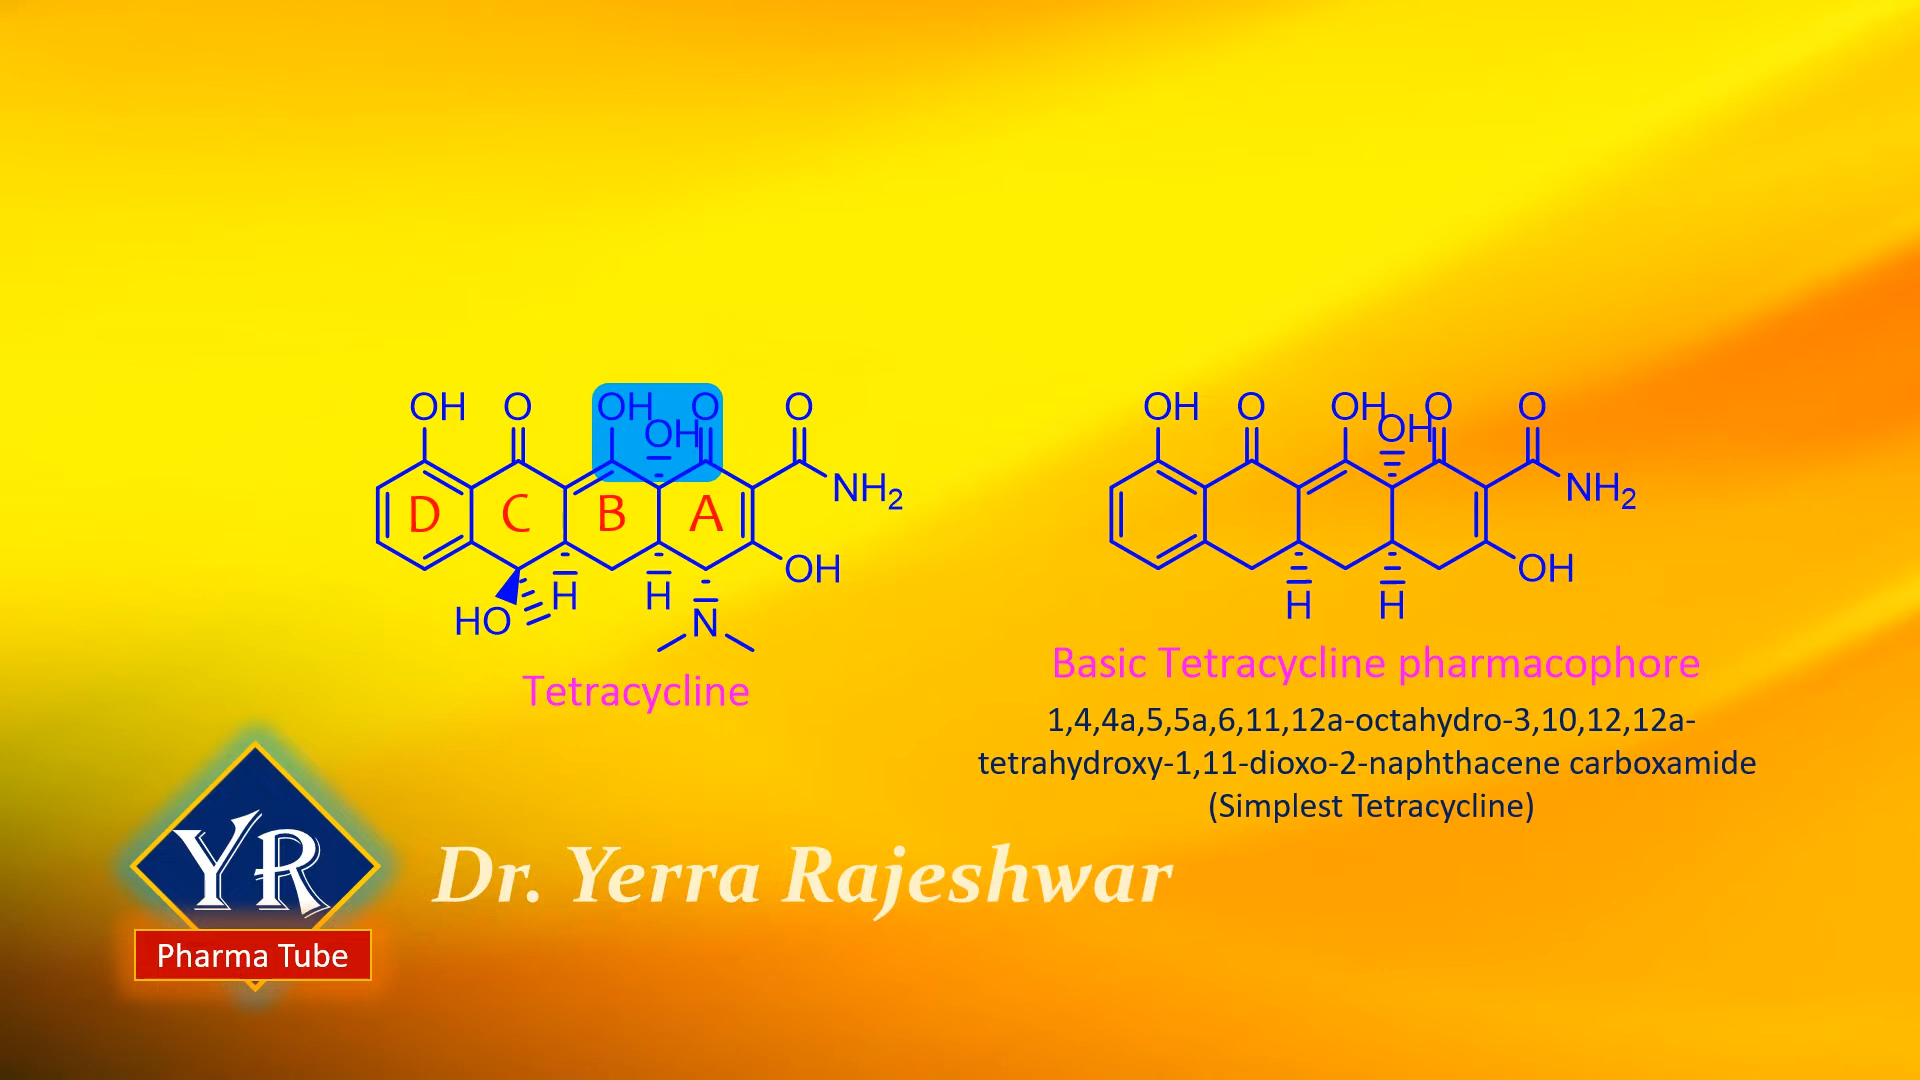 OH O OH OH O O
D C B A NH2
OH
HO H H N
Tetracycline
OH O OH OH O O
NH2
OH
H H
Basic Tetracycline pharmacophore
1,4,4a,5,5a,6,11,12a-octahydro-3,10,12,12a-
tetrahydroxy-1,11-dioxo-2-naphthacene carboxamide
(Simplest Tetracycline)
YR
Pharma Tube
Dr. Yerra Rajeshwar